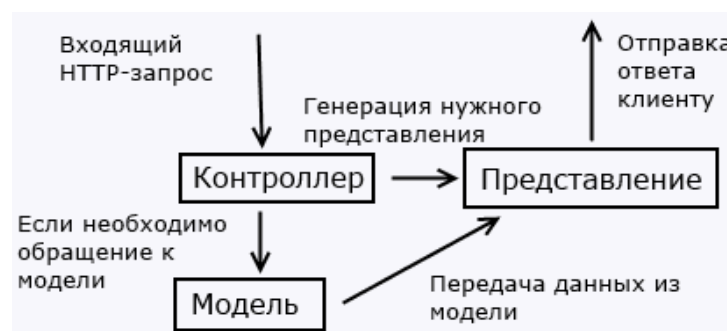 Входящий
HTTP-запрос
Отправка
ответа
клиенту
Генерация нужного
представления
Контроллер
Представление
Если необходимо
обращение к
модели
Модель
Передача данных из
модели